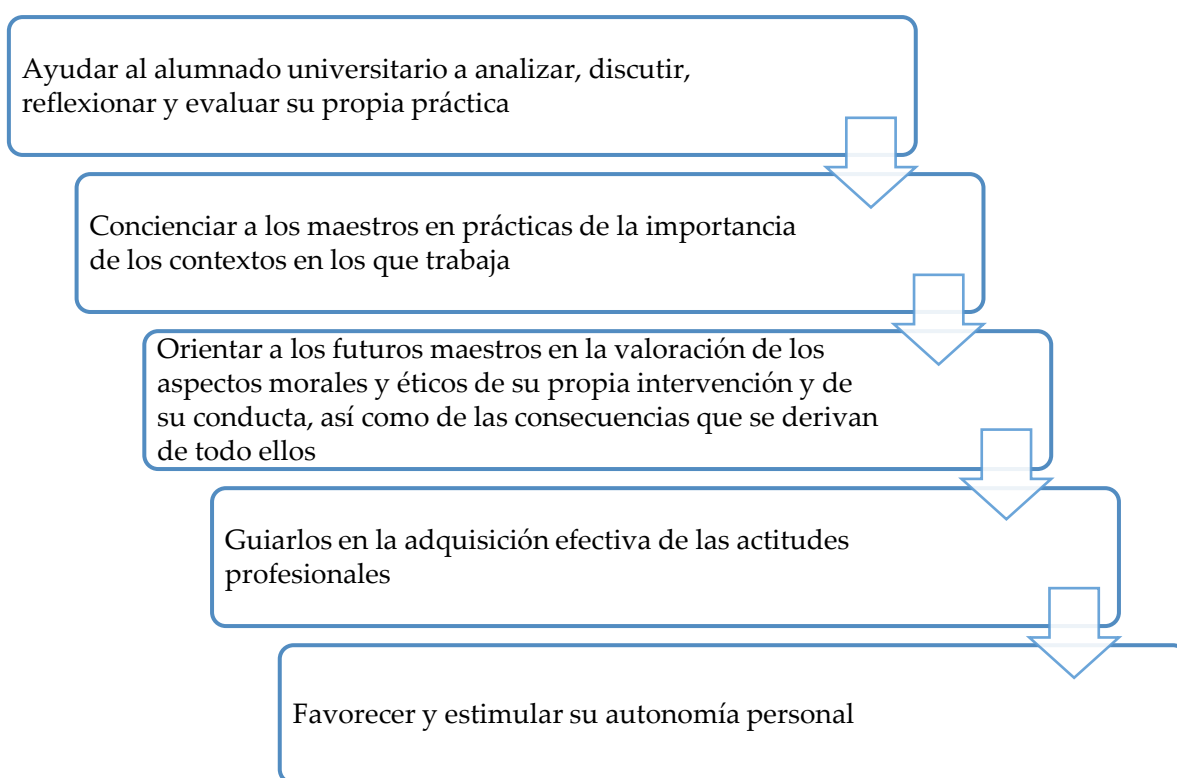 Ayudar al alumnado universitario a analizar, discutir,
reflexionar y evaluar su propia práctica
Concienciar a los maestros en prácticas de la importancia
de los contextos en los que trabaja
Orientar a los futuros maestros en la valoración de los
aspectos morales y éticos de su propia intervención y de
su conducta, así como de las consecuencias que se derivan
de todo ellos
Guiarlos en la adquisición efectiva de las actitudes
profesionales
Favorecer y estimular su autonomía personal